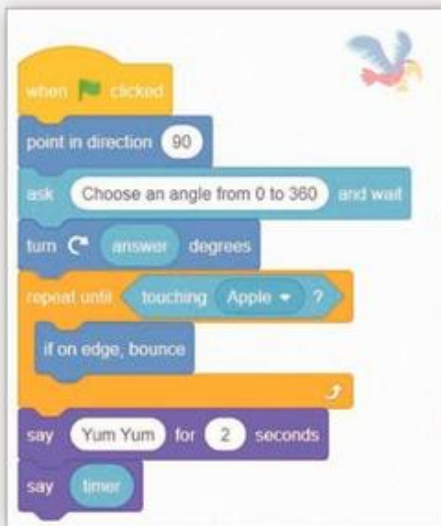 when clicked
point in direction 90
ask Choose an angle from 0 to 360 and wait
turn answer degrees
repeat until touching Apple ?
if on edge, bounce
say Yum Yum for 2 seconds
say timer